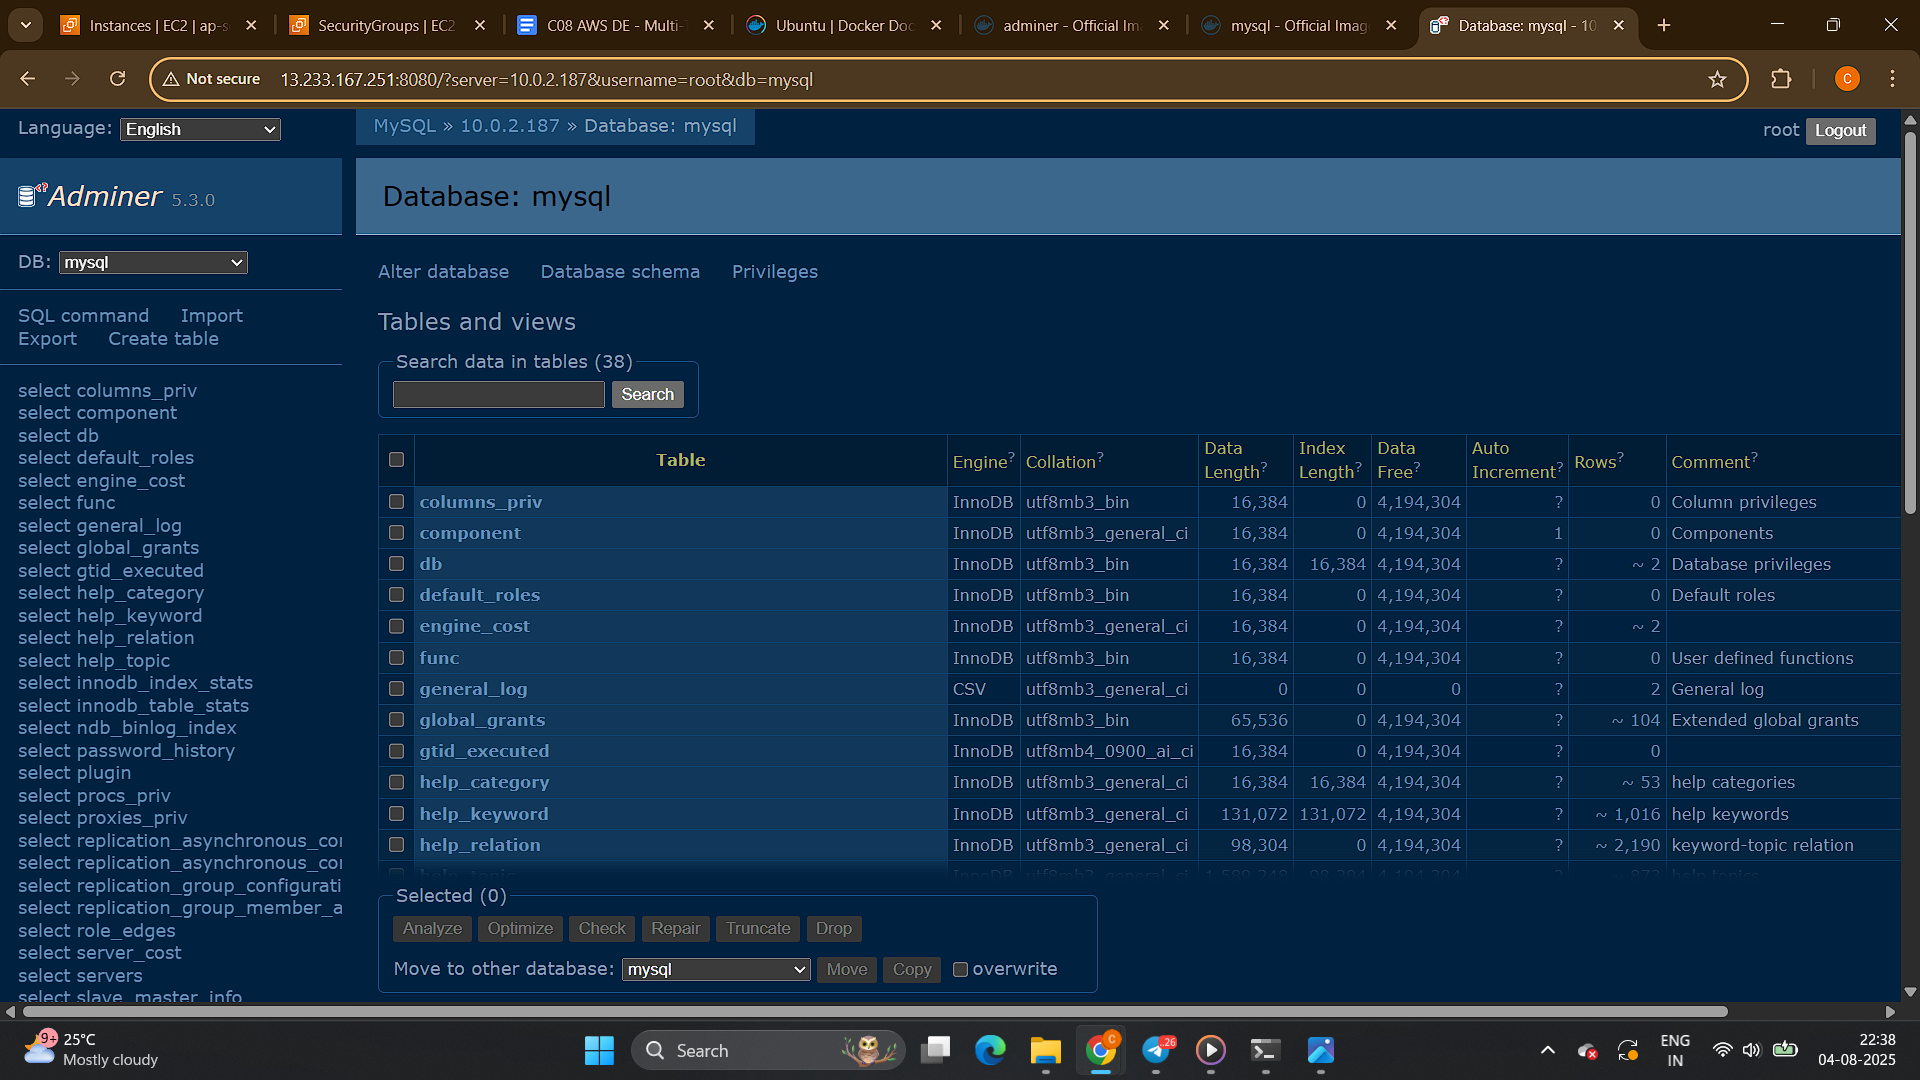 Instances | EC2 | ap-s
SecurityGroups | EC2
C08 AWS DE - Multi-
Ubuntu | Docker Doc
adminer - Official Im
mysql - Official Imag
Database: mysql - 10
Not secure 13.233.167.251:8080/?server=10.0.2.187&username=root&db=mysql
C
Language: English
MySQL » 10.0.2.187 » Database: mysql
root Logout
Adminer 5.3.0
Database: mysql
DB: mysql
SQL command Import
Export Create table
select columns_priv
select component
select db
select default_roles
select engine_cost
select func
select general_log
select global_grants
select gtid_executed
select help_category
select help_keyword
select help_relation
select help_topic
select innodb_index_stats
select innodb_table_stats
select ndb_binlog_index
select password_history
select plugin
select procs_priv
select proxies_priv
select replication_asynchronous_cor
select replication_asynchronous_cor
select replication_group_configurati
select replication_group_member_a
select role_edges
select server_cost
select servers
select slave_master_info
Alter database Database schema Privileges
Tables and views
Search data in tables (38)
Search
Table Engine? Collation? Data Length? Index Length? Data Free? Auto Increment? Rows? Comment?
columns_priv InnoDB utf8mb3_bin 16,384 0 4,194,304 ? 0 Column privileges
component InnoDB utf8mb3_general_ci 16,384 0 4,194,304 1 0 Components
db InnoDB utf8mb3_bin 16,384 16,384 4,194,304 ? ~ 2 Database privileges
default_roles InnoDB utf8mb3_bin 16,384 0 4,194,304 ? 0 Default roles
engine_cost InnoDB utf8mb3_general_ci 16,384 0 4,194,304 ? ~ 2
func InnoDB utf8mb3_bin 16,384 0 4,194,304 ? 0 User defined functions
general_log CSV utf8mb3_general_ci 0 0 0 ? 2 General log
global_grants InnoDB utf8mb3_bin 65,536 0 4,194,304 ? ~ 104 Extended global grants
gtid_executed InnoDB utf8mb4_0900_ai_ci 16,384 0 4,194,304 ? 0
help_category InnoDB utf8mb3_general_ci 16,384 16,384 4,194,304 ? ~ 53 help categories
help_keyword InnoDB utf8mb3_general_ci 131,072 131,072 4,194,304 ? ~ 1,016 help keywords
help_relation InnoDB utf8mb3_general_ci 98,304 0 4,194,304 ? ~ 2,190 keyword-topic relation
Selected (0)
Analyze Optimize Check Repair Truncate Drop
Move to other database: mysql Move Copy overwrite
9+
25°C
Mostly cloudy
Search
C
.26
ENG
IN
22:38
04-08-2025